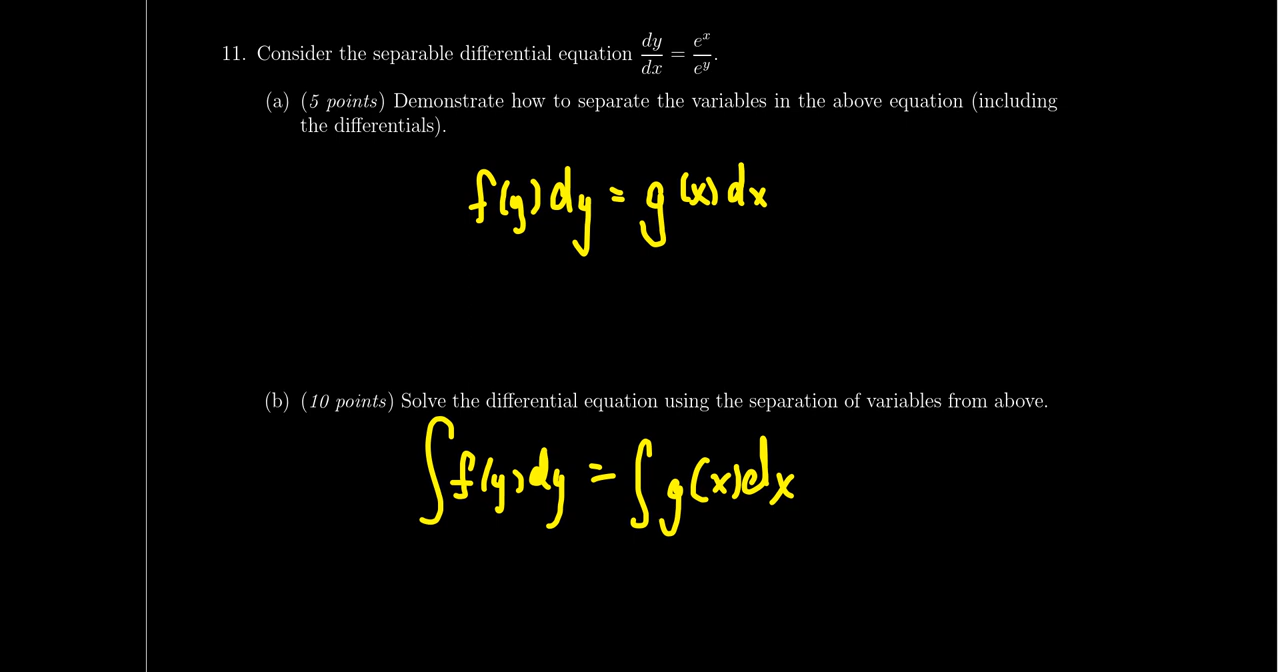 11. Consider the separable differential equation dy/dx = e^x/e^y.
(a) (5 points) Demonstrate how to separate the variables in the above equation (including
the differentials).
f(y) dy = g(x) dx
(b) (10 points) Solve the differential equation using the separation of variables from above.
∫ f(y) dy = ∫ g(x) dx